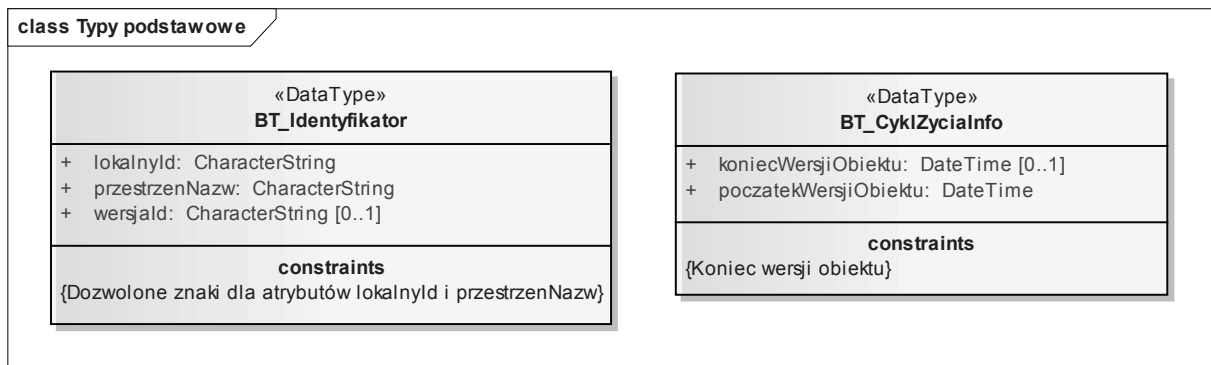 class Typy podstawowe
«DataType»
BT_Identyfikator
+ lokalnyId: CharacterString
+ przestrzenNazw: CharacterString
+ wersjaId: CharacterString [0..1]
constraints
{Dozwolone znaki dla atrybutów lokalnyId i przestrzenNazw}
«DataType»
BT_CyklZyciaInfo
+ koniecWersjiObiektu: DateTime [0..1]
+ poczatekWersjiObiektu: DateTime
constraints
{Koniec wersji obiektu}